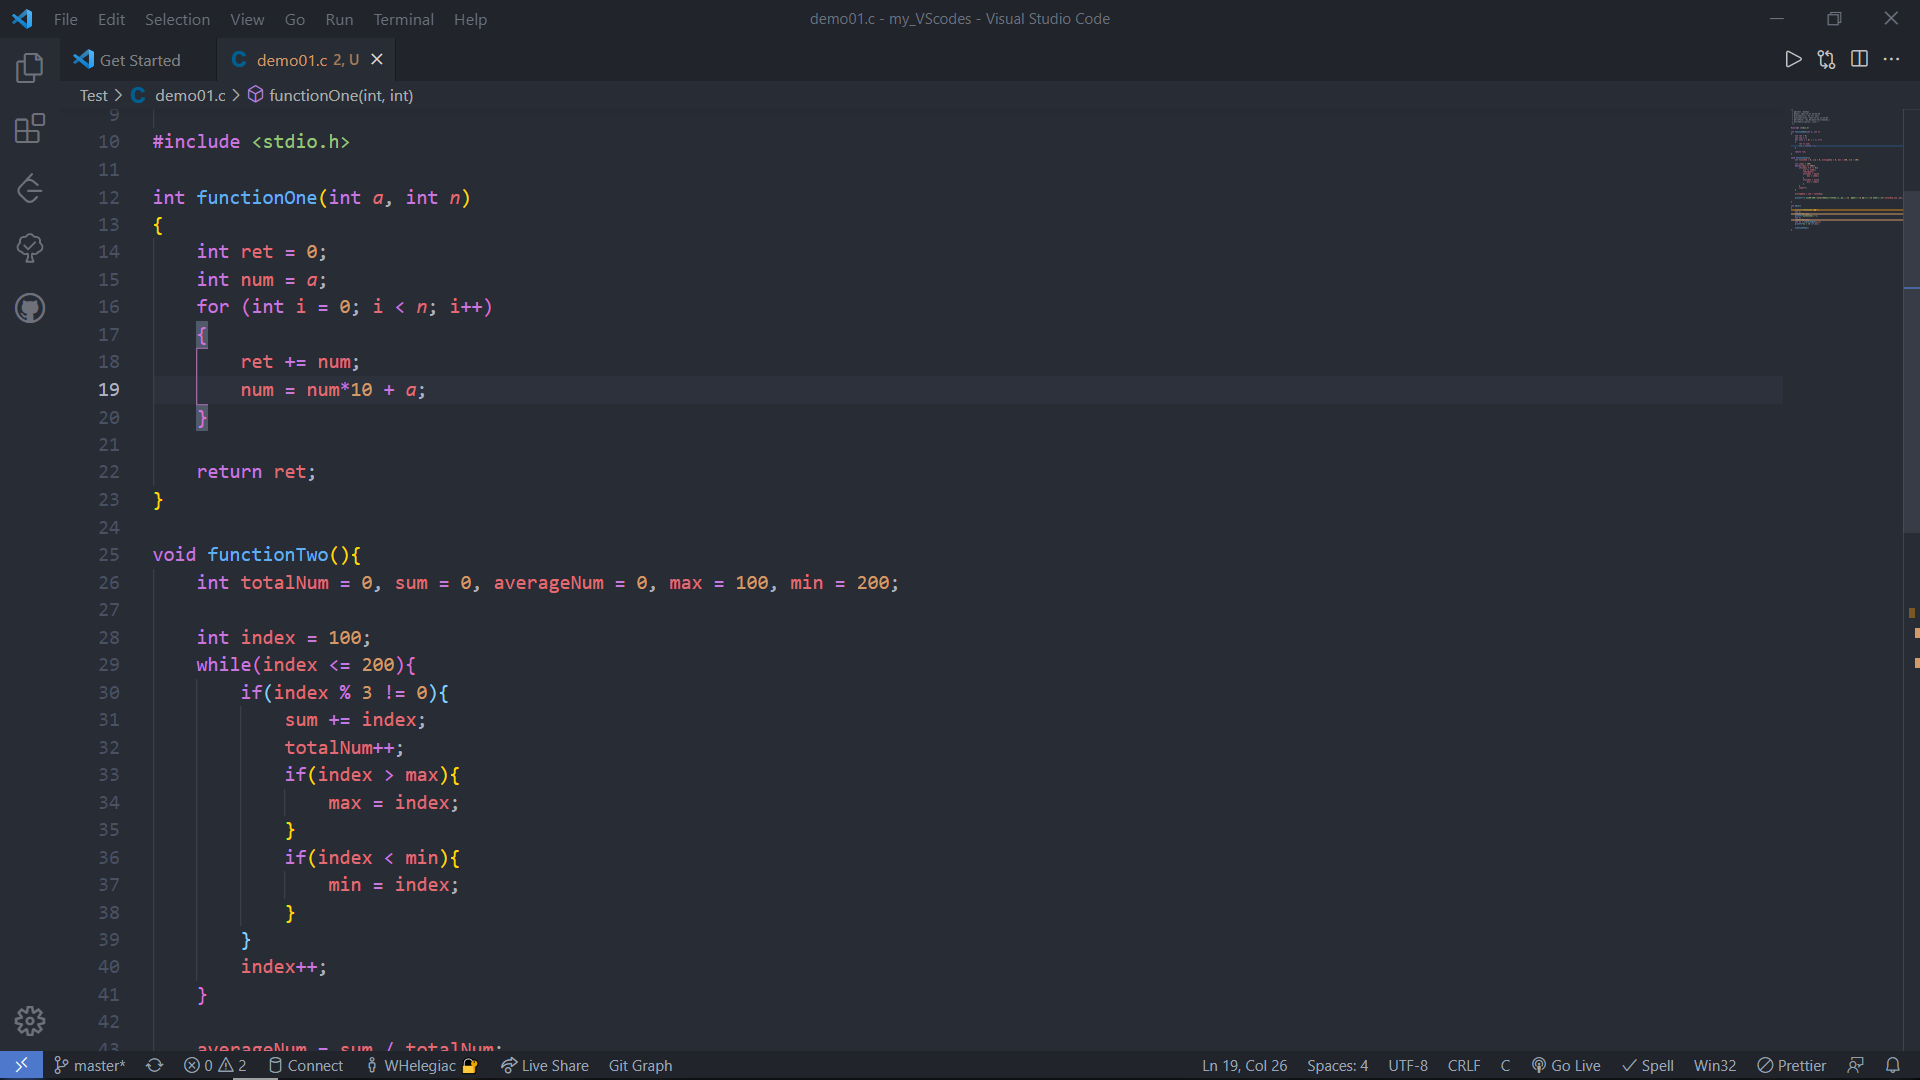 File Edit Selection View Go Run Terminal Help
demo01.c - my_VScodes - Visual Studio Code
Get Started
demo01.c 2, U
Test > demo01.c > functionOne(int, int)
9
10 #include <stdio.h>
11
12 int functionOne(int a, int n)
13 {
14     int ret = 0;
15     int num = a;
16     for (int i = 0; i < n; i++)
17     {
18         ret += num;
19         num = num*10 + a;
20     }
21
22     return ret;
23 }
24
25 void functionTwo(){
26     int totalNum = 0, sum = 0, averageNum = 0, max = 100, min = 200;
27
28     int index = 100;
29     while(index <= 200){
30         if(index % 3 != 0){
31             sum += index;
32             totalNum++;
33             if(index > max){
34                 max = index;
35             }
36             if(index < min){
37                 min = index;
38             }
39         }
40         index++;
41     }
42
43     averageNum = sum / totalNum;
master* 0 2 Connect WHelegiac Live Share Git Graph
Ln 19, Col 26 Spaces: 4 UTF-8 CRLF C Go Live Spell Win32 Prettier